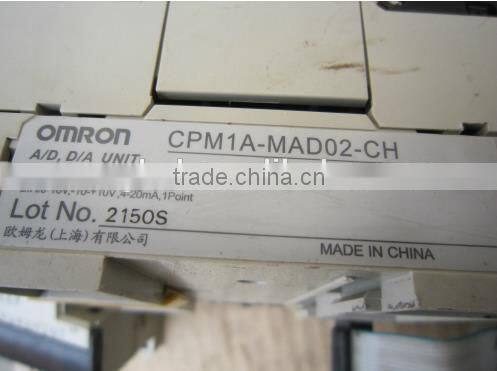 OMRON CPM1A-MAD02-CH
A/D, D/A UNIT
cn.trade.china.cn
-10-+10V,4-20mA,1Point
Lot No. 2150S
欧姆龙(上海)有限公司
MADE IN CHINA